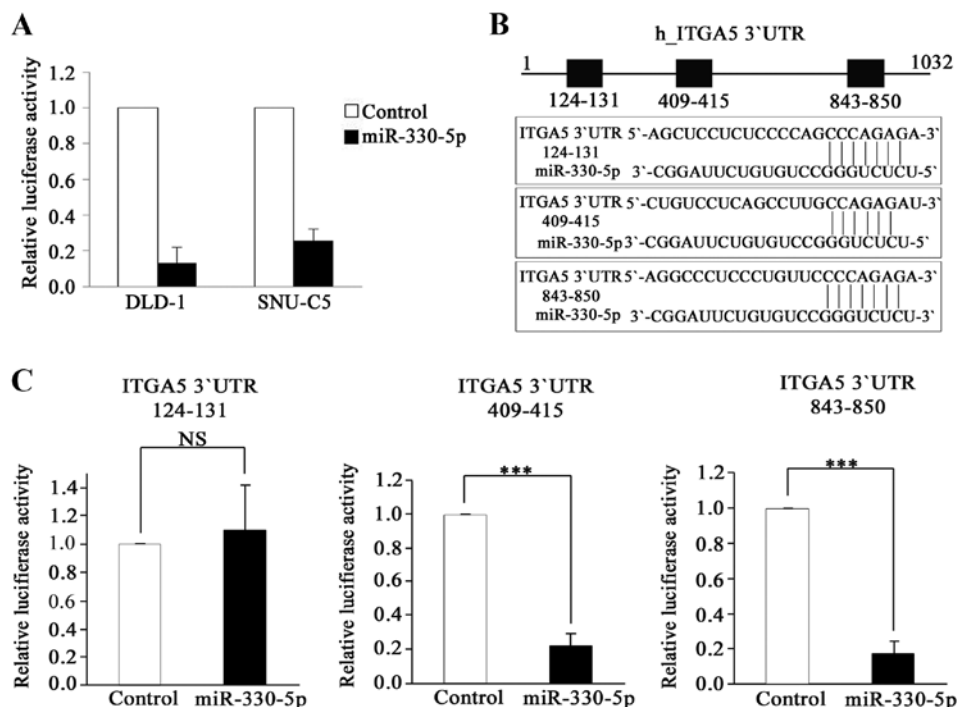 A
Relative luciferase activity
1.2
1.0
0.8
0.6
0.4
0.2
0.0
DLD-1 SNU-C5
Control
miR-330-5p
B
h_ITGA5 3`UTR
1 1032
124-131 409-415 843-850
ITGA5 3`UTR 5`-AGCUCCUCUCCCCAGCCCAGAGA-3`
124-131
miR-330-5p 3`-CGGAUUCUGUGUCCGGGUCUCU-5`
ITGA5 3`UTR 5`-CUGUCCUCAGCCUUGCCAGAGAU-3`
409-415
miR-330-5p 3`-CGGAUUCUGUGUCCGGGUCUCU-5`
ITGA5 3`UTR 5`-AGGCCCUCCCUGUUCCCCAGAGA-3`
843-850
miR-330-5p 3`-CGGAUUCUGUGUCCGGGUCUCU-3`
C
ITGA5 3`UTR
124-131
NS
Relative lucifierase activity
1.4
1.2
1.0
0.8
0.6
0.4
0.2
0.0
Control miR-330-5p
ITGA5 3`UTR
409-415
***
Relative lucifierase activity
1.2
1.0
0.8
0.6
0.4
0.2
0.0
Control miR-330-5p
ITGA5 3`UTR
843-850
***
Relative lucifierase activity
1.2
1.0
0.8
0.6
0.4
0.2
0.0
Control miR-330-5p